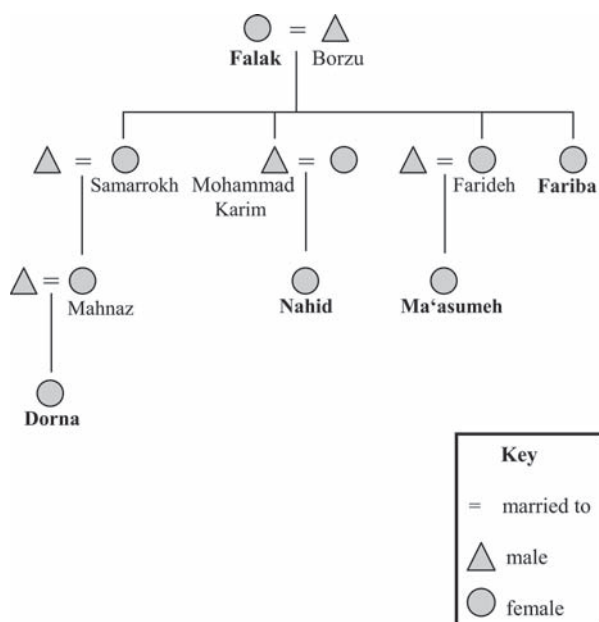 Falak = Borzu
= Samarrokh
Mohammad Karim =
= Farideh
Fariba
= Mahnaz
Nahid
Ma‘asumeh
Dorna
Key
= married to
male
female